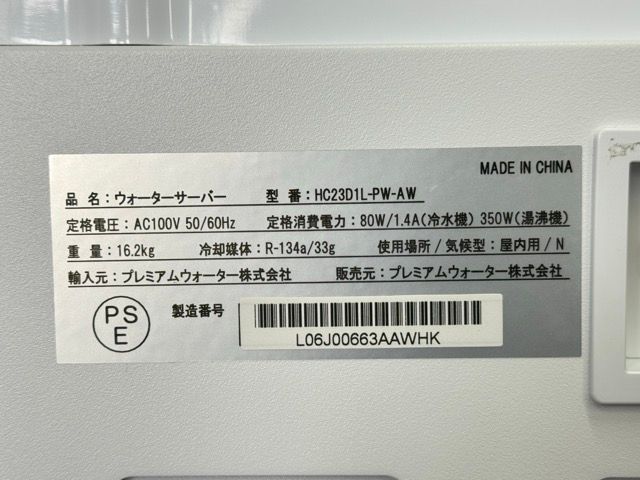 MADE IN CHINA
品 名：ウォーターサーバー 型 番：HC23D1L-PW-AW
定格電圧：AC100V 50/60Hz 定格消費電力：80W/1.4A(冷水機) 350W(湯沸機)
重 量：16.2kg 冷却媒体：R-134a/33g 使用場所/気候型：屋内用/N
輸入元：プレミアムウォーター株式会社 販売元：プレミアムウォーター株式会社
PS
E
製造番号
L06J00663AAWHK